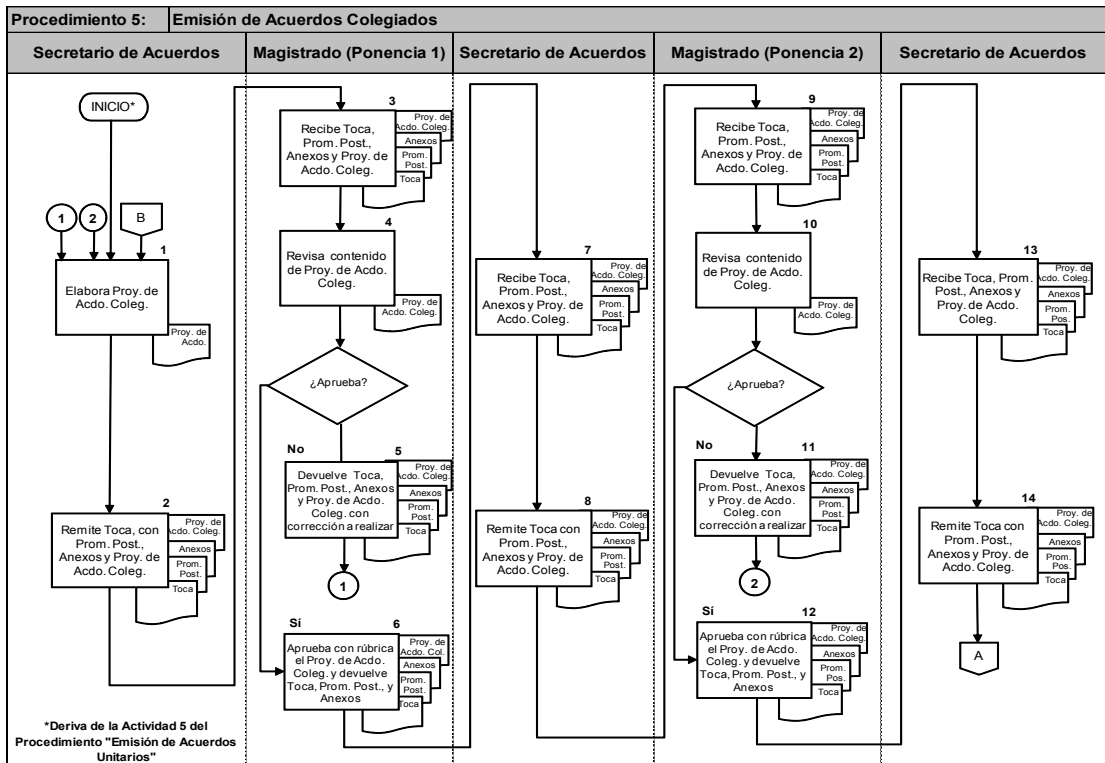 Procedimiento 5:
Emisión de Acuerdos Colegiados
Secretario de Acuerdos
Magistrado (Ponencia 1)
Secretario de Acuerdos
Magistrado (Ponencia 2)
Secretario de Acuerdos
INICIO*
1
2
B
1
Elabora Proy. de
Acdo. Coleg.
Proy. de
Acdo.
2
Remite Toca, con
Prom. Post.,
Anexos y Proy. de
Acdo. Coleg.
Proy. de
Acdo. Coleg.
Anexos
Prom.
Post.
Toca
*Deriva de la Actividad 5 del
Procedimiento "Emisión de Acuerdos
Unitarios"
3
Recibe Toca,
Prom. Post.,
Anexos y Proy. de
Acdo. Coleg.
Proy. de
Acdo. Coleg.
Anexos
Prom.
Post.
Toca
4
Revisa contenido
de Proy. de Acdo.
Coleg.
Proy. de
Acdo. Coleg.
¿Aprueba?
No
5
Devuelve Toca,
Prom. Post., Anexos
y Proy. de Acdo.
Coleg. con
corrección a realizar
Proy. de
Acdo. Coleg.
Anexos
Prom.
Post.
Toca
1
Sí
6
Aprueba con rúbrica
el Proy. de Acdo.
Coleg. y devuelve
Toca, Prom. Post., y
Anexos
Proy. de
Acdo. Col.
Anexos
Prom.
Post.
Toca
7
Recibe Toca,
Prom. Post.,
Anexos y Proy. de
Acdo. Coleg.
Proy. de
Acdo. Coleg.
Anexos
Prom.
Post.
Toca
8
Remite Toca con
Prom. Post.,
Anexos y Proy. de
Acdo. Coleg.
Proy. de
Acdo. Coleg.
Anexos
Prom.
Post.
Toca
9
Recibe Toca,
Prom. Post.,
Anexos y Proy. de
Acdo. Coleg.
Proy. de
Acdo. Coleg.
Anexos
Prom.
Post.
Toca
10
Revisa contenido
de Proy. de Acdo.
Coleg.
Proy. de
Acdo. Coleg.
¿Aprueba?
No
11
Devuelve Toca,
Prom. Post., Anexos
y Proy. de Acdo.
Coleg. con
corrección a realizar
Proy. de
Acdo. Coleg.
Anexos
Prom.
Post.
Toca
2
Sí
12
Aprueba con rúbrica
el Proy. de Acdo.
Coleg. y devuelve
Toca, Prom. Post., y
Anexos
Proy. de
Acdo. Coleg.
Anexos
Prom.
Post.
Toca
13
Recibe Toca, Prom.
Post., Anexos y
Proy. de Acdo.
Coleg.
Proy. de
Acdo. Coleg.
Anexos
Prom.
Pos.
Toca
14
Remite Toca con
Prom. Post.,
Anexos y Proy. de
Acdo. Coleg.
Proy. de
Acdo. Coleg.
Anexos
Prom.
Pos.
Toca
A